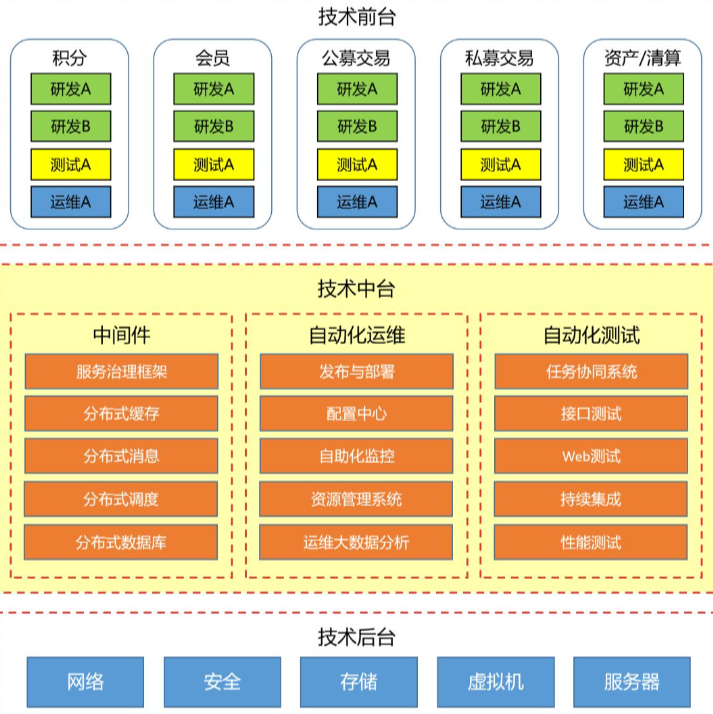 技术前台
积分
研发A
研发B
测试A
运维A
会员
研发A
研发B
测试A
运维A
公募交易
研发A
研发B
测试A
运维A
私募交易
研发A
研发B
测试A
运维A
资产/清算
研发A
研发B
测试A
运维A
技术中台
中间件
服务治理框架
分布式缓存
分布式消息
分布式调度
分布式数据库
自动化运维
发布与部署
配置中心
自助化监控
资源管理系统
运维大数据分析
自动化测试
任务协同系统
接口测试
Web测试
持续集成
性能测试
技术后台
网络
安全
存储
虚拟机
服务器